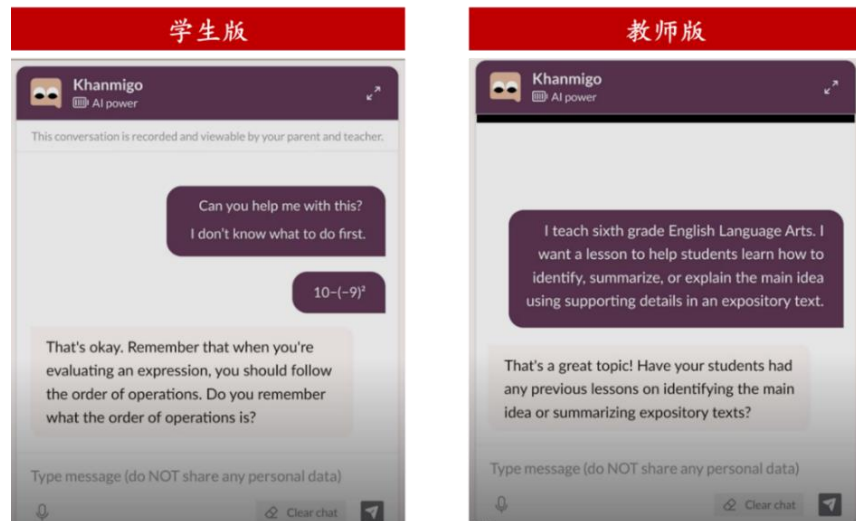 学生版
Khanmigo
AI power
This conversation is recorded and viewable by your parent and teacher.
Can you help me with this?
I don't know what to do first.
10−(−9)²
That's okay. Remember that when you're
evaluating an expression, you should follow
the order of operations. Do you remember
what the order of operations is?
Type message (do NOT share any personal data)
Clear chat
教师版
Khanmigo
AI power
I teach sixth grade English Language Arts. I
want a lesson to help students learn how to
identify, summarize, or explain the main idea
using supporting details in an expository text.
That's a great topic! Have your students had
any previous lessons on identifying the main
idea or summarizing expository texts?
Type message (do NOT share any personal data)
Clear chat